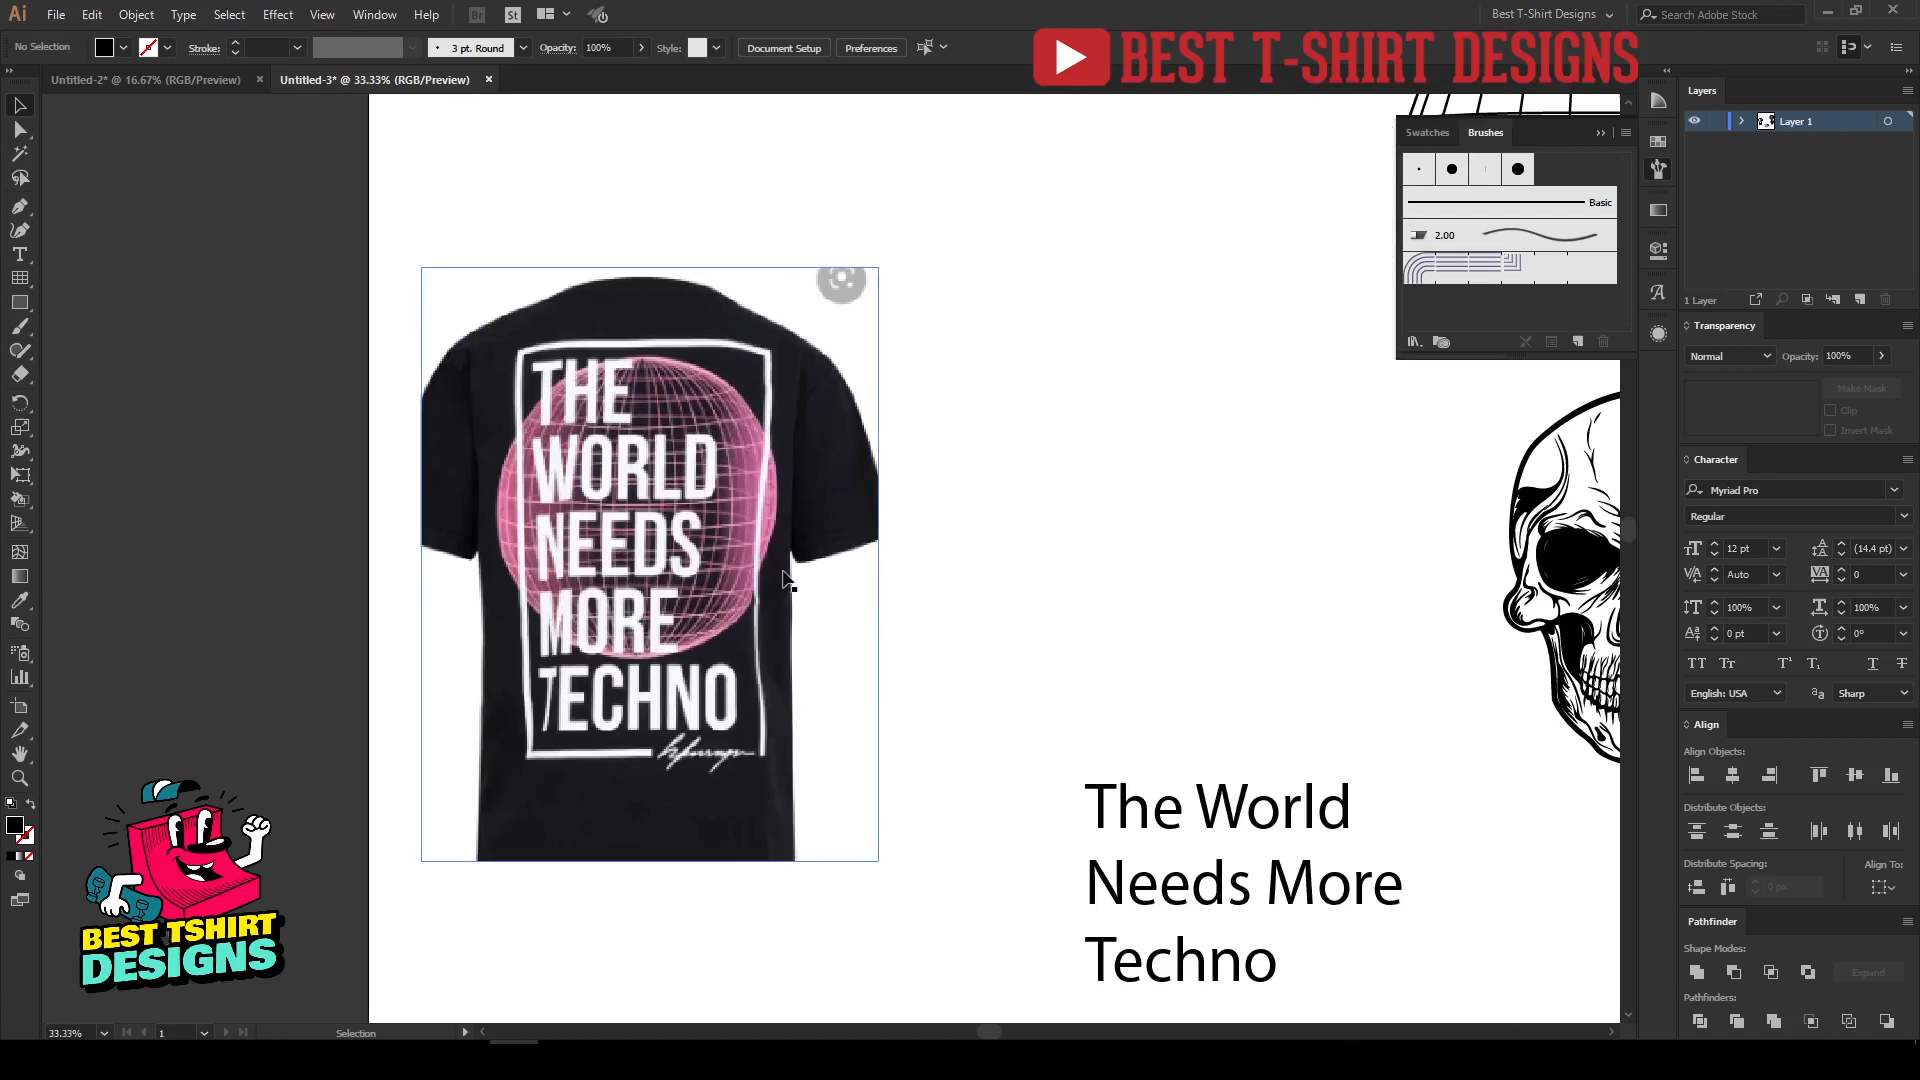 Ai File Edit Object Type Select Effect View Window Help Br St Best T-Shirt Designs Search Adobe Stock
No Selection Stroke: 3 pt. Round Opacity: 100% Style: Document Setup Preferences
BEST T-SHIRT DESIGNS
Untitled-2* @ 16.67% (RGB/Preview) × Untitled-3* @ 33.33% (RGB/Preview) ×
Swatches Brushes
Basic
2.00
THE
WORLD
NEEDS
MORE
TECHNO
The World
Needs More
Techno
BEST TSHIRT
DESIGNS
Layers
Layer 1
1 Layer
Transparency
Normal Opacity: 100%
Make Mask
Clip
Invert Mask
Character
Myriad Pro
Regular
12 pt (14.4 pt)
Auto 0
100% 100%
0 pt 0°
English: USA Sharp
Align
Align Objects:
Distribute Objects:
Distribute Spacing: Align To:
0 px
Pathfinder
Shape Modes:
Expand
Pathfinders:
33.33% 1 Selection